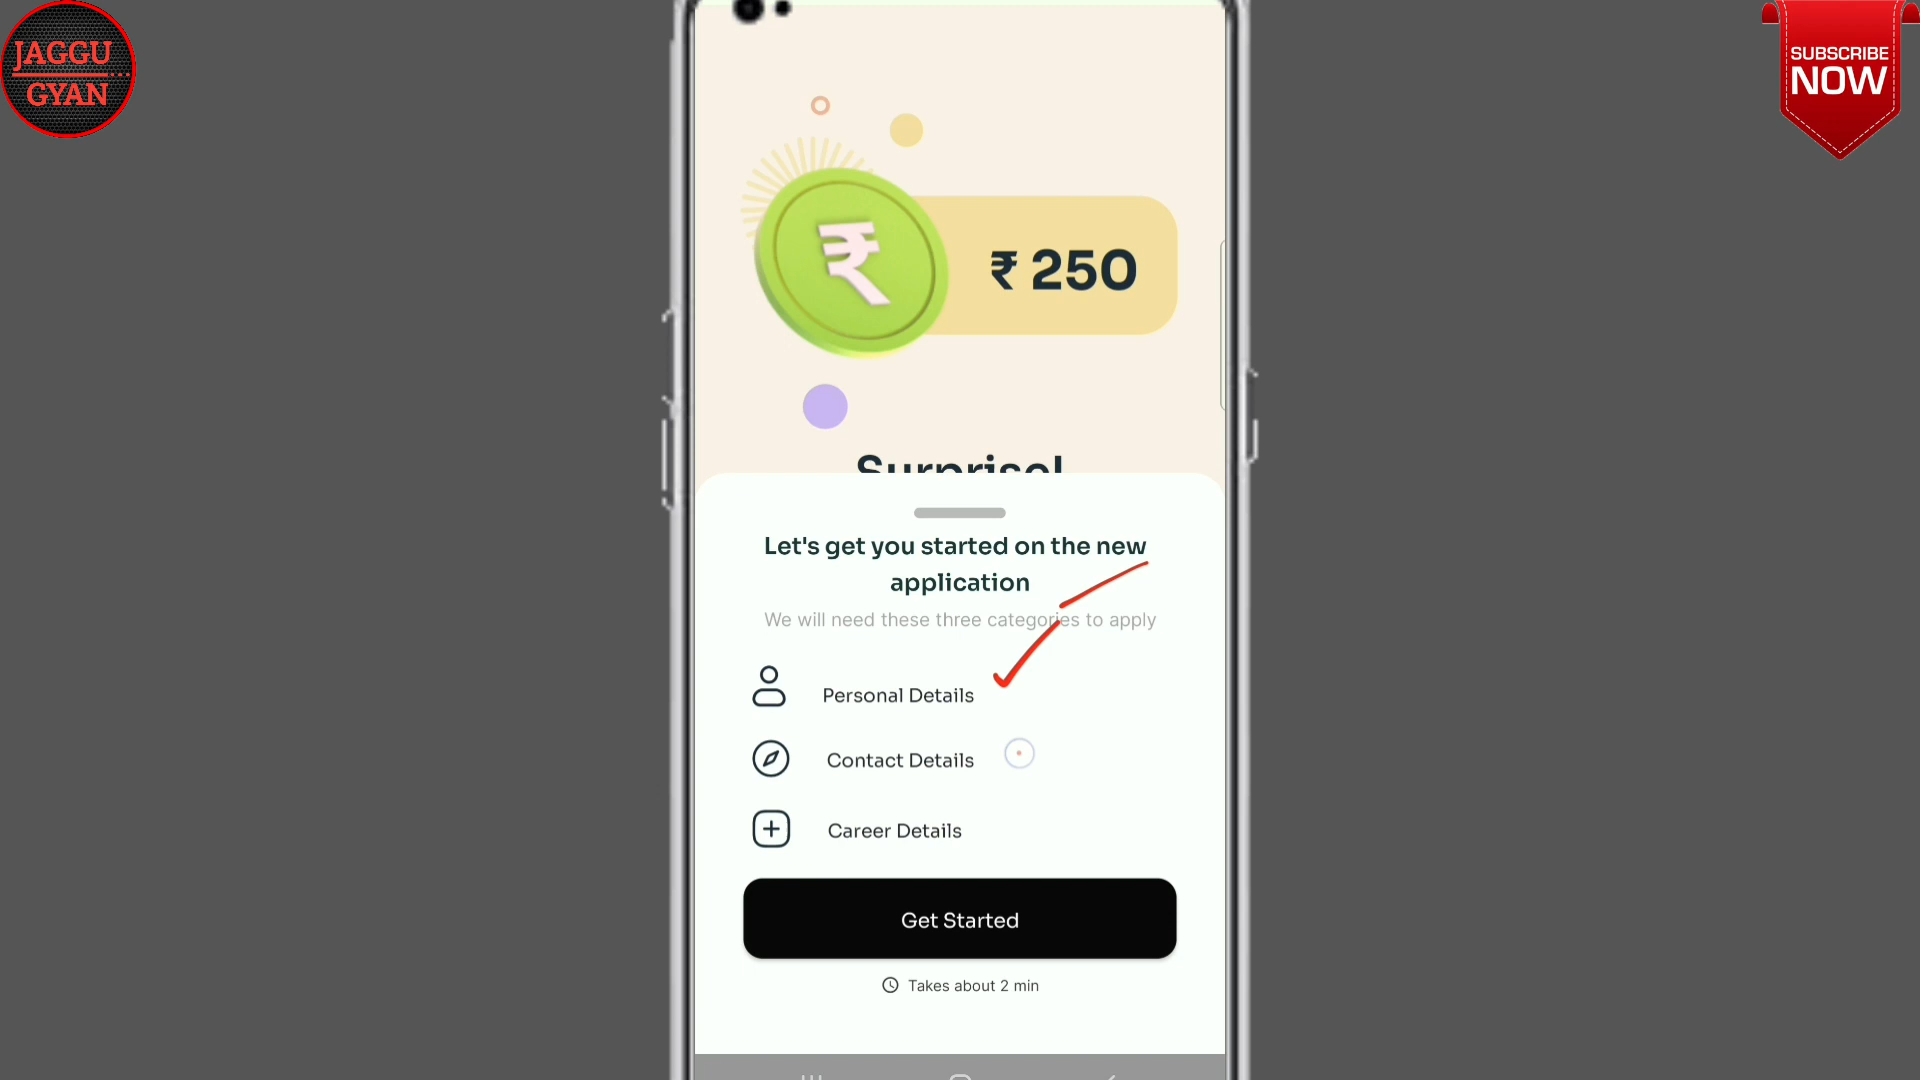 JAGGU
GYAN
SUBSCRIBE
NOW
₹
₹ 250
Surprise!
Let's get you started on the new
application
We will need these three categories to apply
Personal Details
Contact Details
Career Details
Get Started
Takes about 2 min